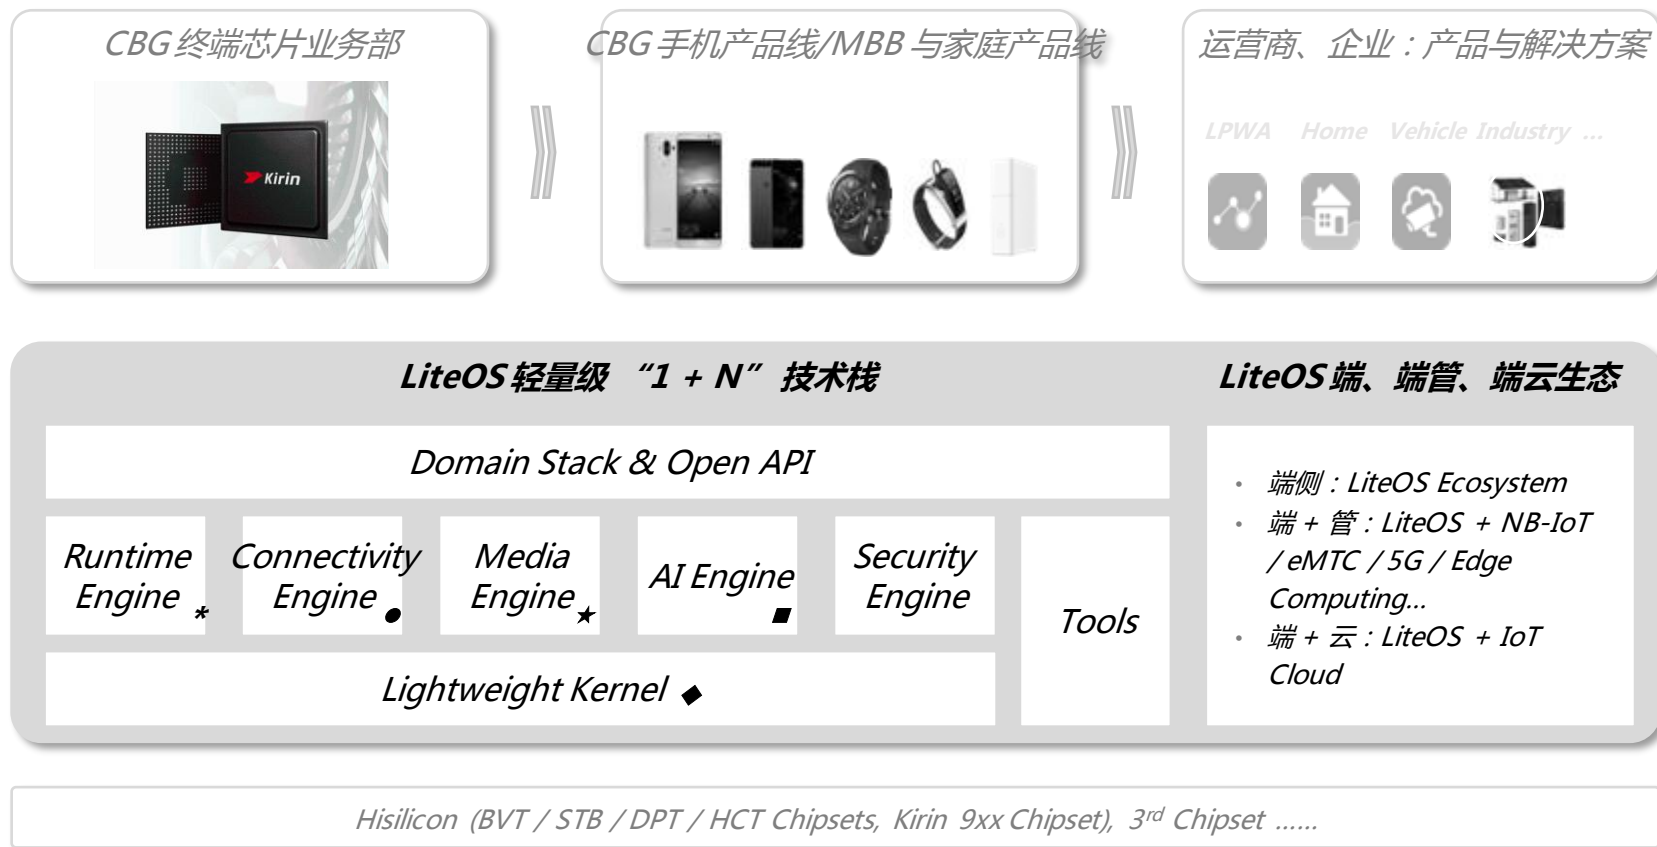 CBG 终端芯片业务部
CBG 手机产品线/MBB 与家庭产品线
运营商、企业：产品与解决方案
Kirin
LPWA Home Vehicle Industry ...
LiteOS 轻量级 “1 + N” 技术栈
Domain Stack & Open API
Runtime
Engine *
Connectivity
Engine ●
Media
Engine ★
AI Engine
■
Security
Engine
Tools
Lightweight Kernel ◆
LiteOS 端、端管、端云生态
• 端侧：LiteOS Ecosystem
• 端 + 管：LiteOS + NB-IoT
/ eMTC / 5G / Edge
Computing...
• 端 + 云：LiteOS + IoT
Cloud
Hisilicon (BVT / STB / DPT / HCT Chipsets, Kirin 9xx Chipset), 3rd Chipset ......